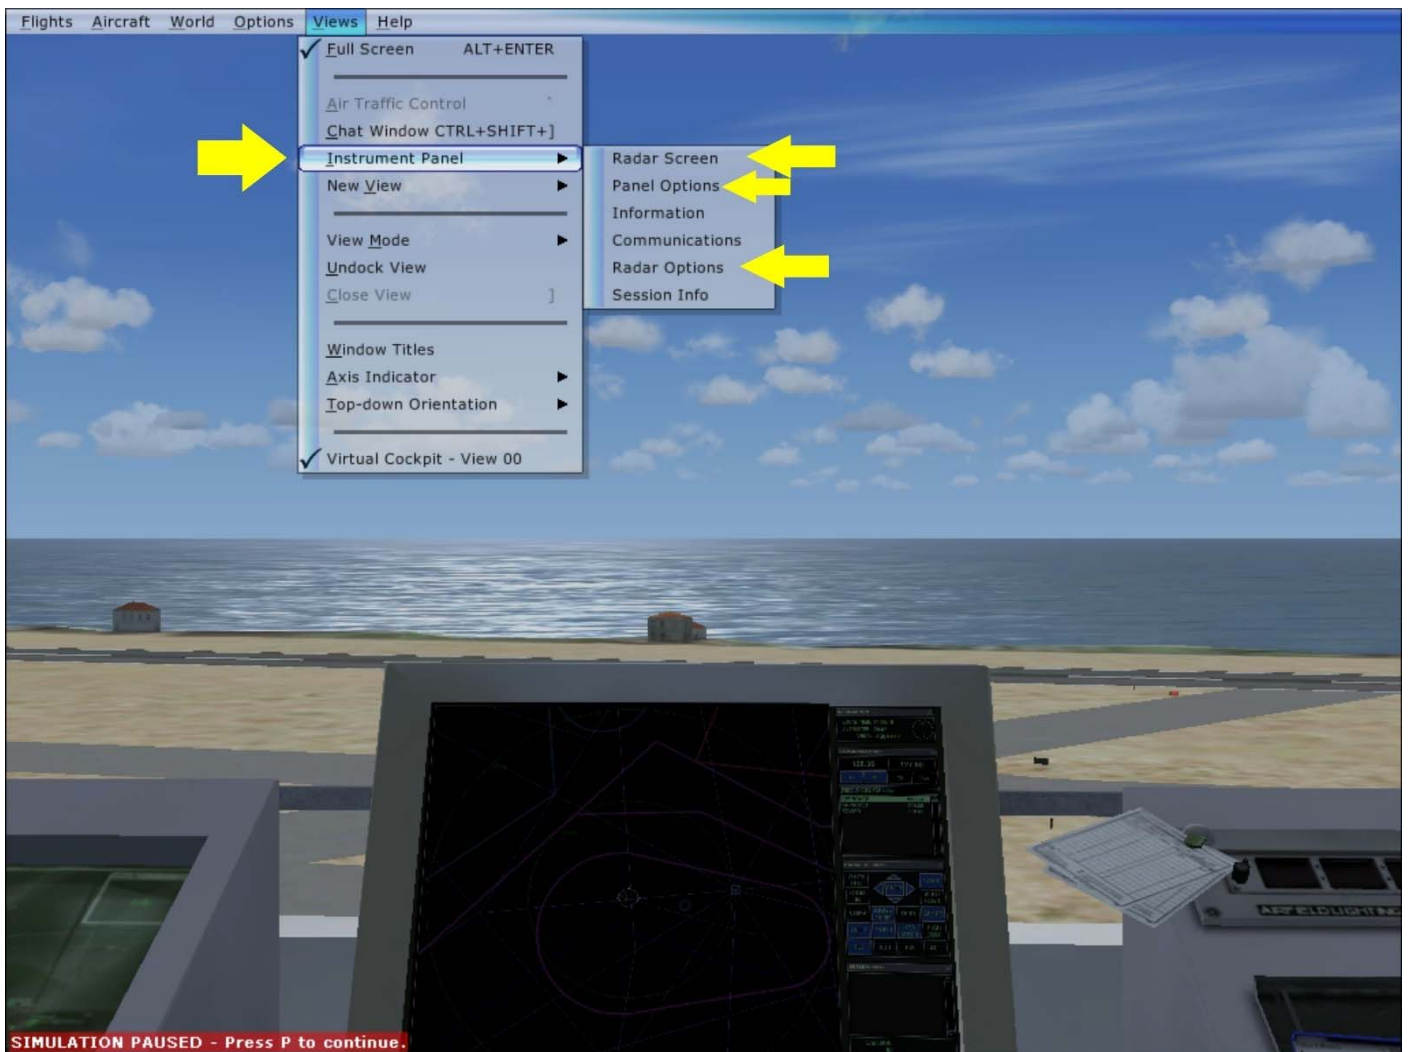 Flights Aircraft World Options Views Help
Full Screen ALT+ENTER
Air Traffic Control `
Chat Window CTRL+SHIFT+]
Instrument Panel
New View
View Mode
Undock View
Close View ]
Window Titles
Axis Indicator
Top-down Orientation
Virtual Cockpit - View 00
Radar Screen
Panel Options
Information
Communications
Radar Options
Session Info
SIMULATION PAUSED - Press P to continue.